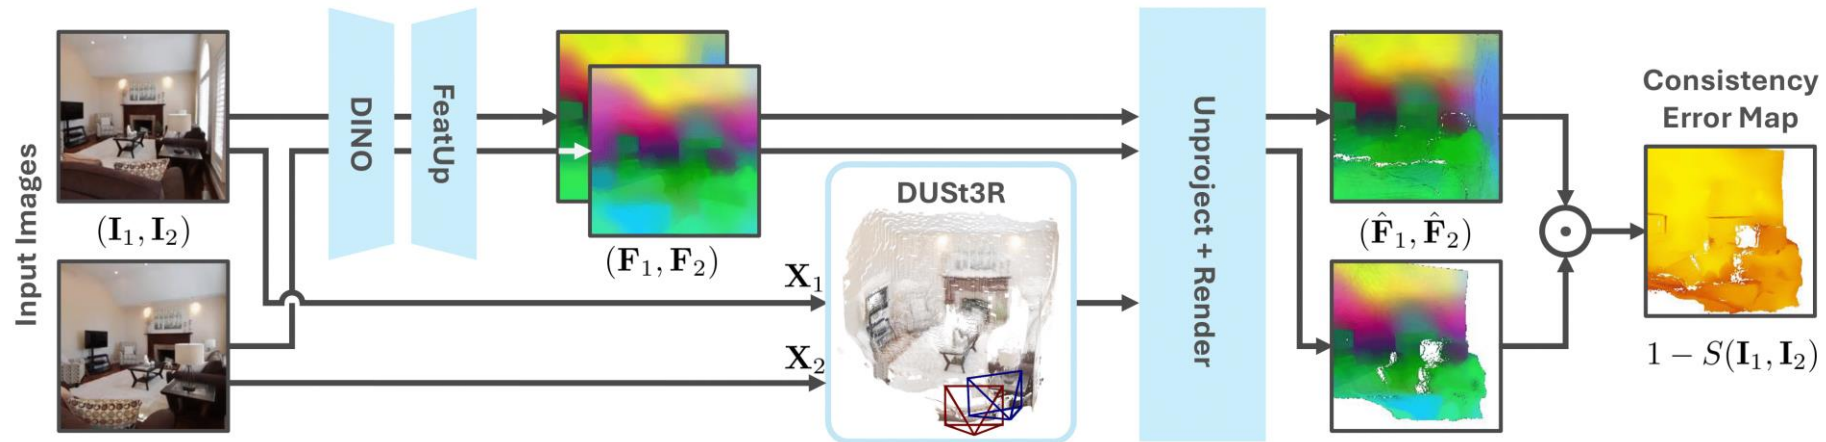 Input Images
(I₁, I₂)
DINO
FeatUp
(F₁, F₂)
X₁
X₂
DUSt3R
Unproject + Render
(F̂₁, F̂₂)
Consistency
Error Map
1 − S(I₁, I₂)